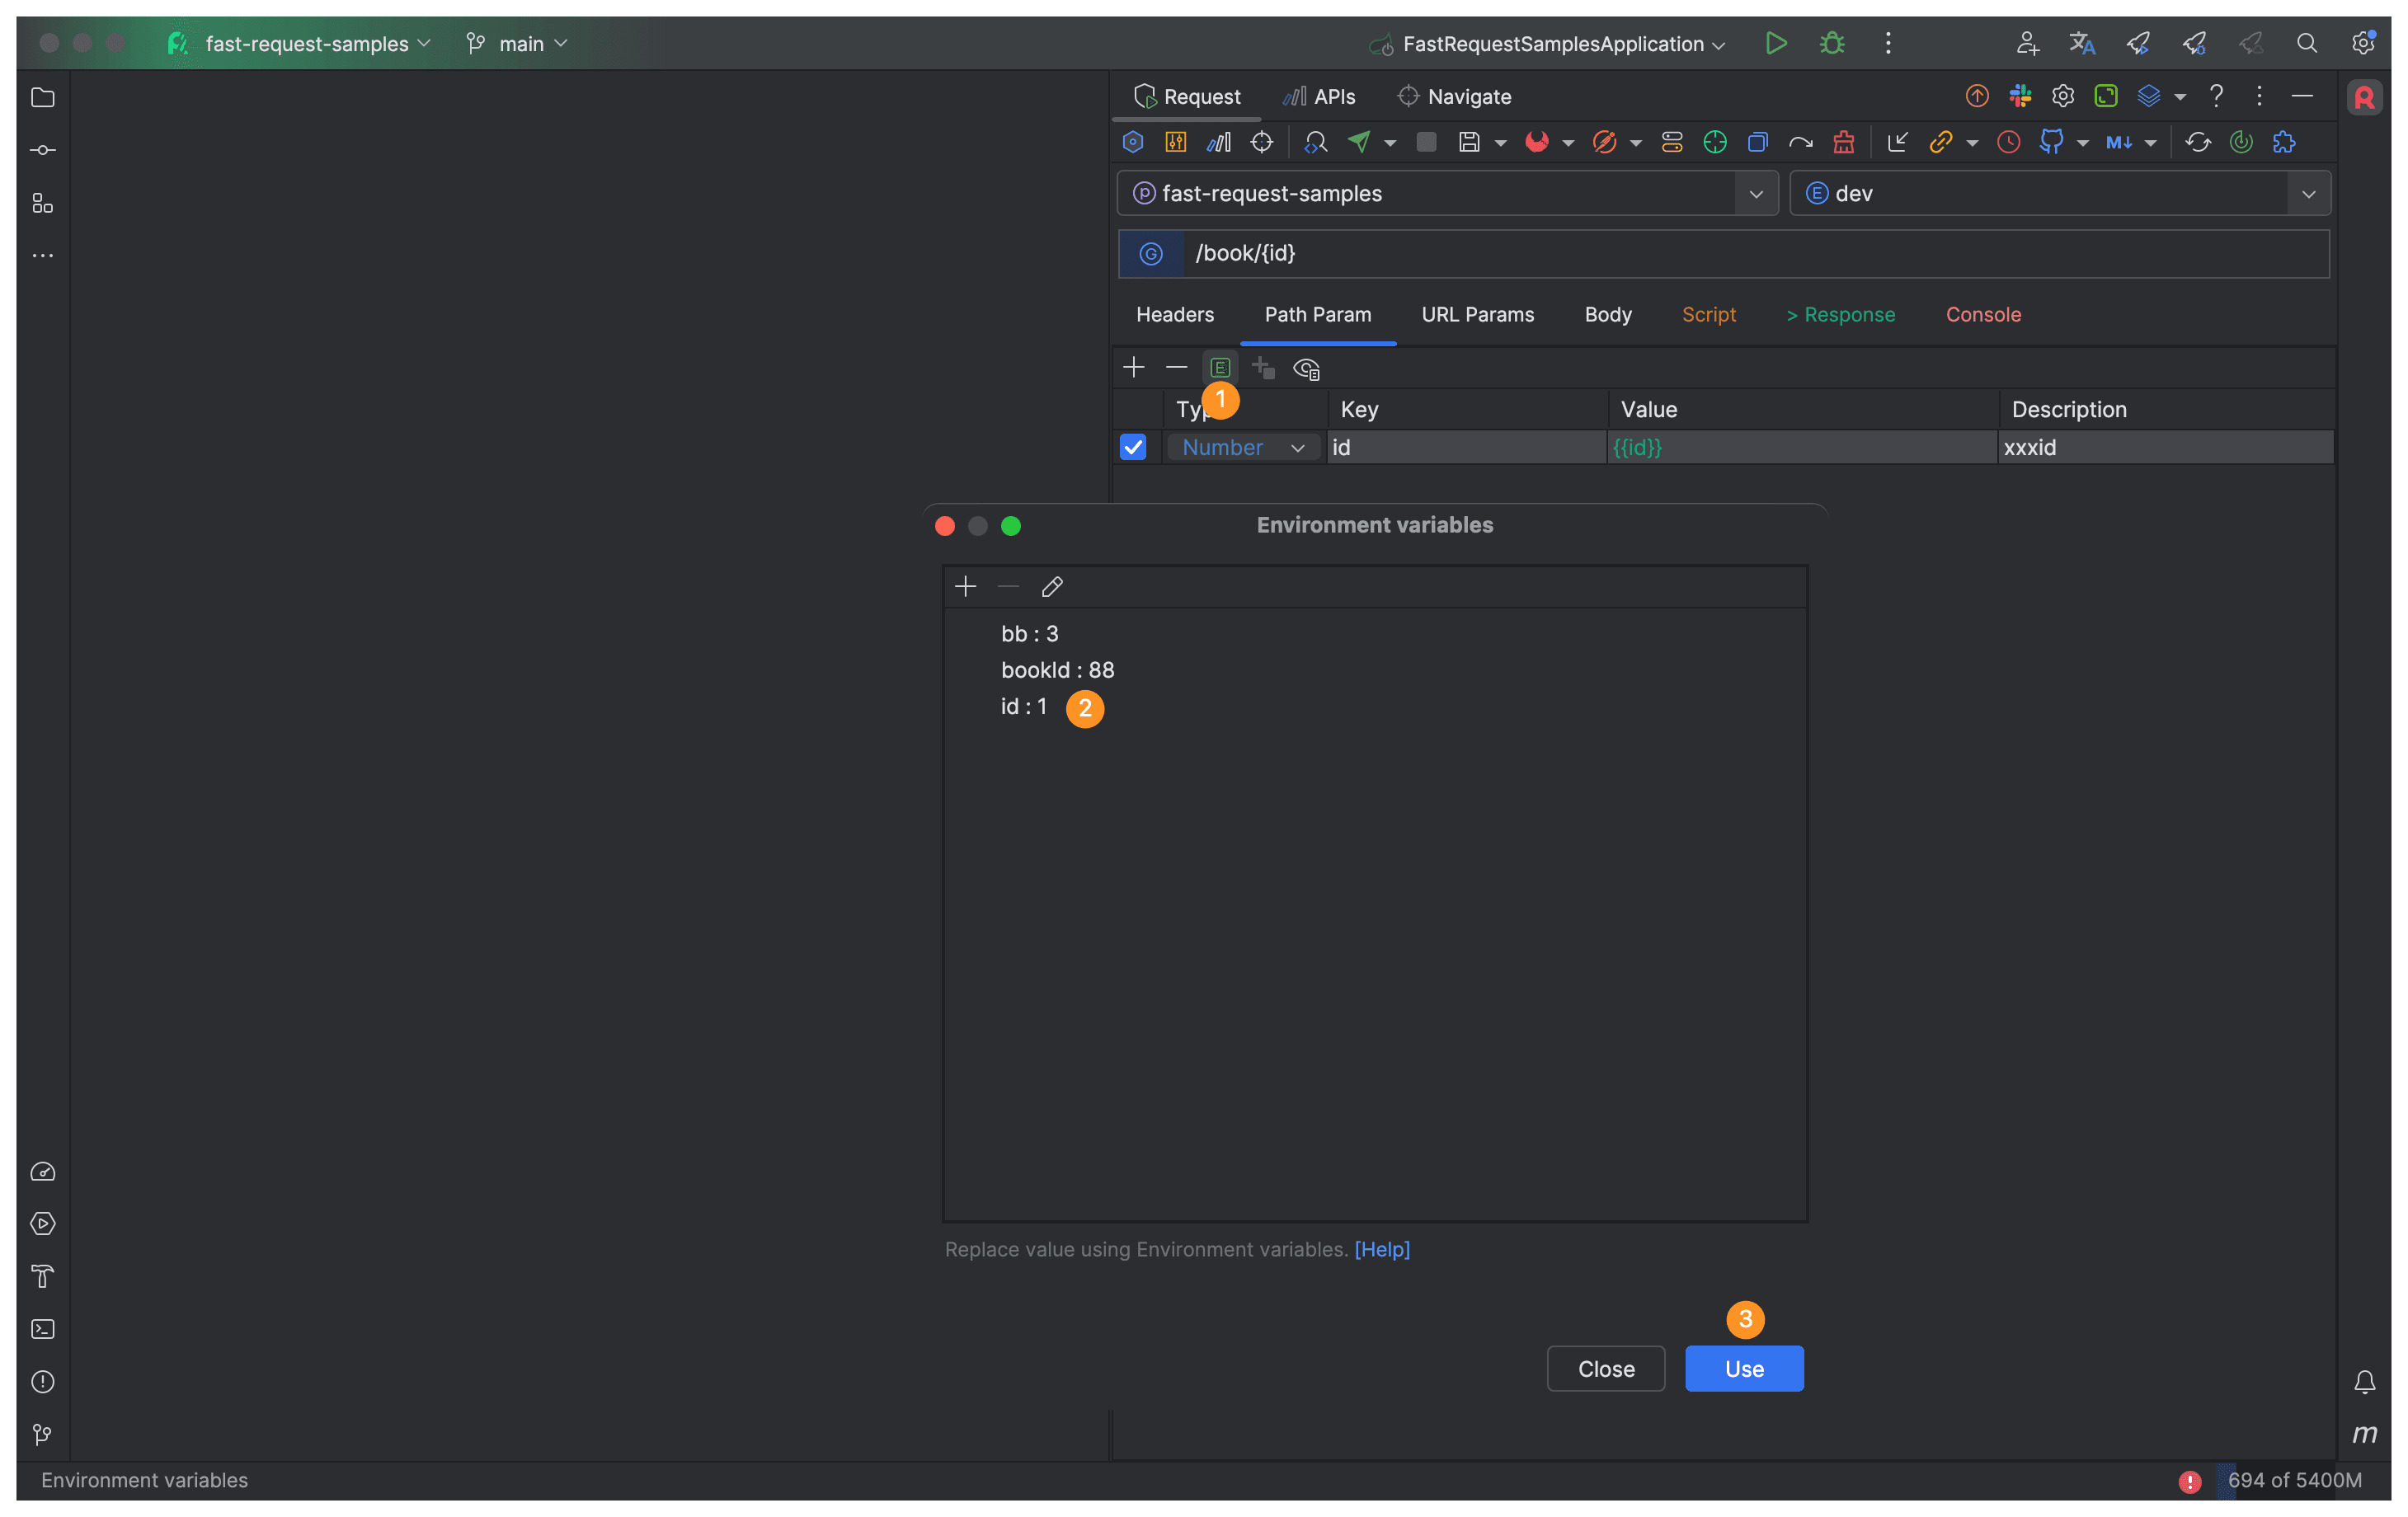 fast-request-samples main FastRequestSamplesApplication
Request APIs Navigate
M↓
P fast-request-samples E dev
G /book/{id}
Headers Path Param URL Params Body Script > Response Console
E
1
Key Value Description
Number id {{id}} xxxid
Environment variables
bb : 3
bookId : 88
id : 1 2
Replace value using Environment variables. [Help]
3
Close Use
m
Environment variables 694 of 5400M